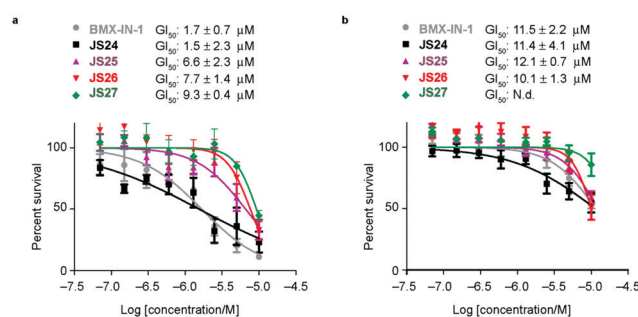 a
BMX-IN-1 GI50: 1.7 ± 0.7 μM
JS24 GI50: 1.5 ± 2.3 μM
JS25 GI50: 6.6 ± 2.3 μM
JS26 GI50: 7.7 ± 1.4 μM
JS27 GI50: 9.3 ± 0.4 μM
Percent survival
100
50
0
−7.5 −7.0 −6.5 −6.0 −5.5 −5.0 −4.5
Log [concentration/M]
b
BMX-IN-1 GI50: 11.5 ± 2.2 μM
JS24 GI50: 11.4 ± 4.1 μM
JS25 GI50: 12.1 ± 0.7 μM
JS26 GI50: 10.1 ± 1.3 μM
JS27 GI50: N.d.
Percent survival
100
50
0
−7.5 −7.0 −6.5 −6.0 −5.5 −5.0 −4.5
Log [concentration/M]